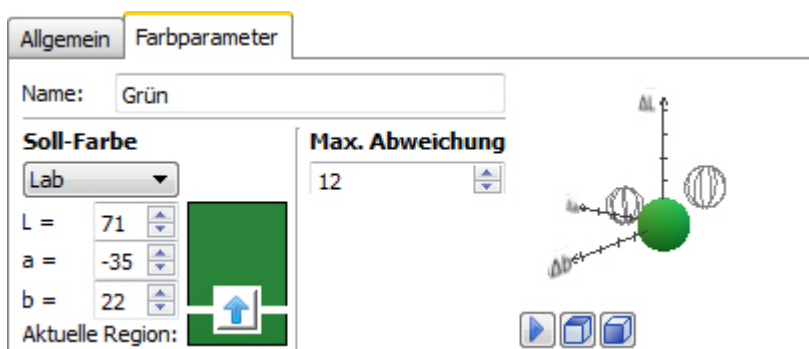 Allgemein Farbparameter
Name: Grün
Soll-Farbe Max. Abweichung
Lab 12
L = 71
a = -35
b = 22
Aktuelle Region:
ΔL
Δb